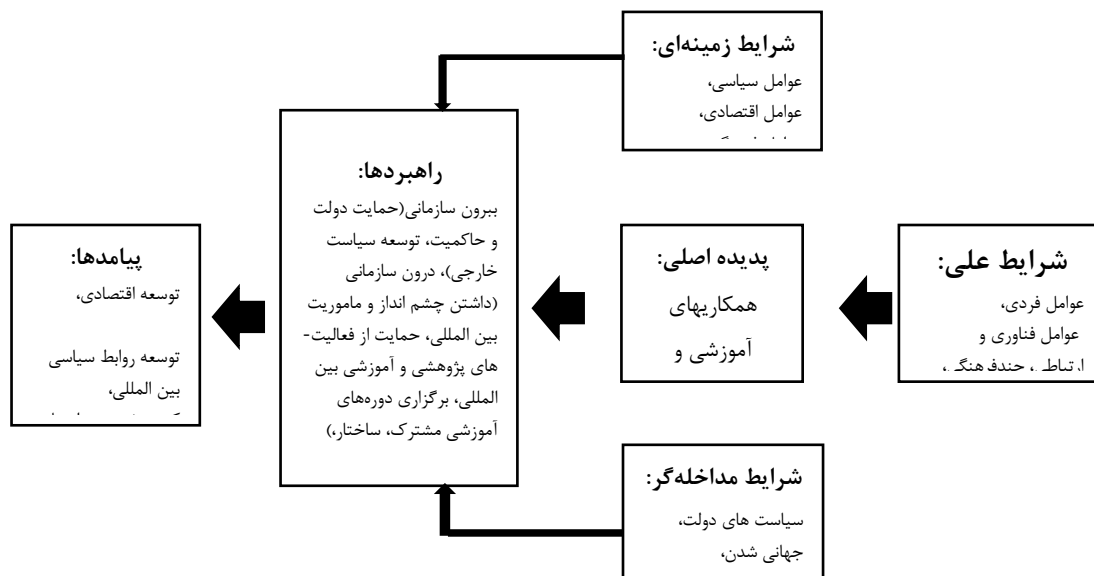 شرایط زمینه‌ای:
عوامل سیاسی،
عوامل اقتصادی،
شرایط علی:
عوامل فردی،
عوامل فناوری و
ارتباطی، چندفرهنگی،
پدیده اصلی:
همکاریهای
آموزشی و
راهبردها:
ببرون سازمانی(حمایت دولت
و حاکمیت، توسعه سیاست
خارجی)، درون سازمانی
(داشتن چشم انداز و ماموریت
بین المللی، حمایت از فعالیت-
های پژوهشی و آموزشی بین
المللی، برگزاری دوره‌های
آموزشی مشترک، ساختار،)
پیامدها:
توسعه اقتصادی،
توسعه روابط سیاسی
بین المللی،
شرایط مداخله‌گر:
سیاست های دولت،
جهانی شدن،